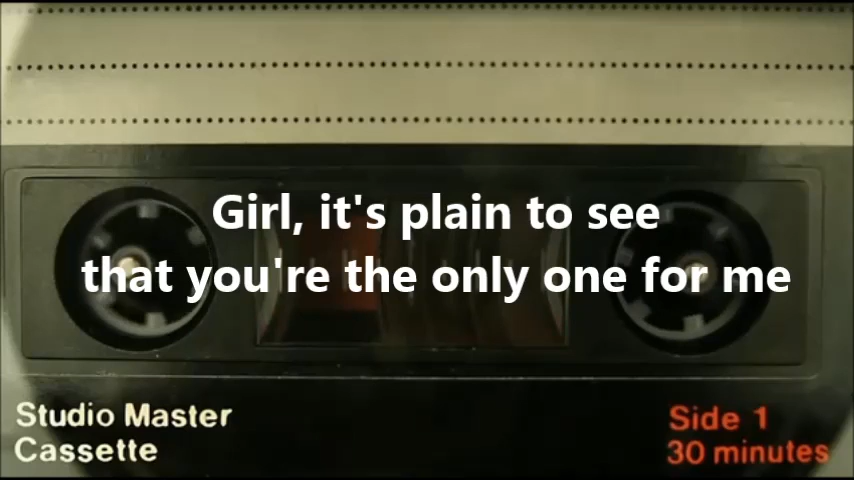 Girl, it's plain to see
that you're the only one for me
Studio Master
Cassette
Side 1
30 minutes